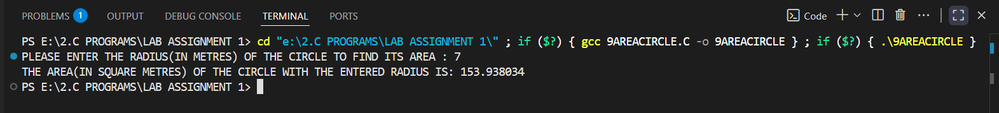 PROBLEMS 1 OUTPUT DEBUG CONSOLE TERMINAL PORTS Code
PS E:\2.C PROGRAMS\LAB ASSIGNMENT 1> cd "e:\2.C PROGRAMS\LAB ASSIGNMENT 1\" ; if ($?) { gcc 9AREACIRCLE.C -o 9AREACIRCLE } ; if ($?) { .\9AREACIRCLE }
PLEASE ENTER THE RADIUS(IN METRES) OF THE CIRCLE TO FIND ITS AREA : 7
THE AREA(IN SQUARE METRES) OF THE CIRCLE WITH THE ENTERED RADIUS IS: 153.938034
PS E:\2.C PROGRAMS\LAB ASSIGNMENT 1>